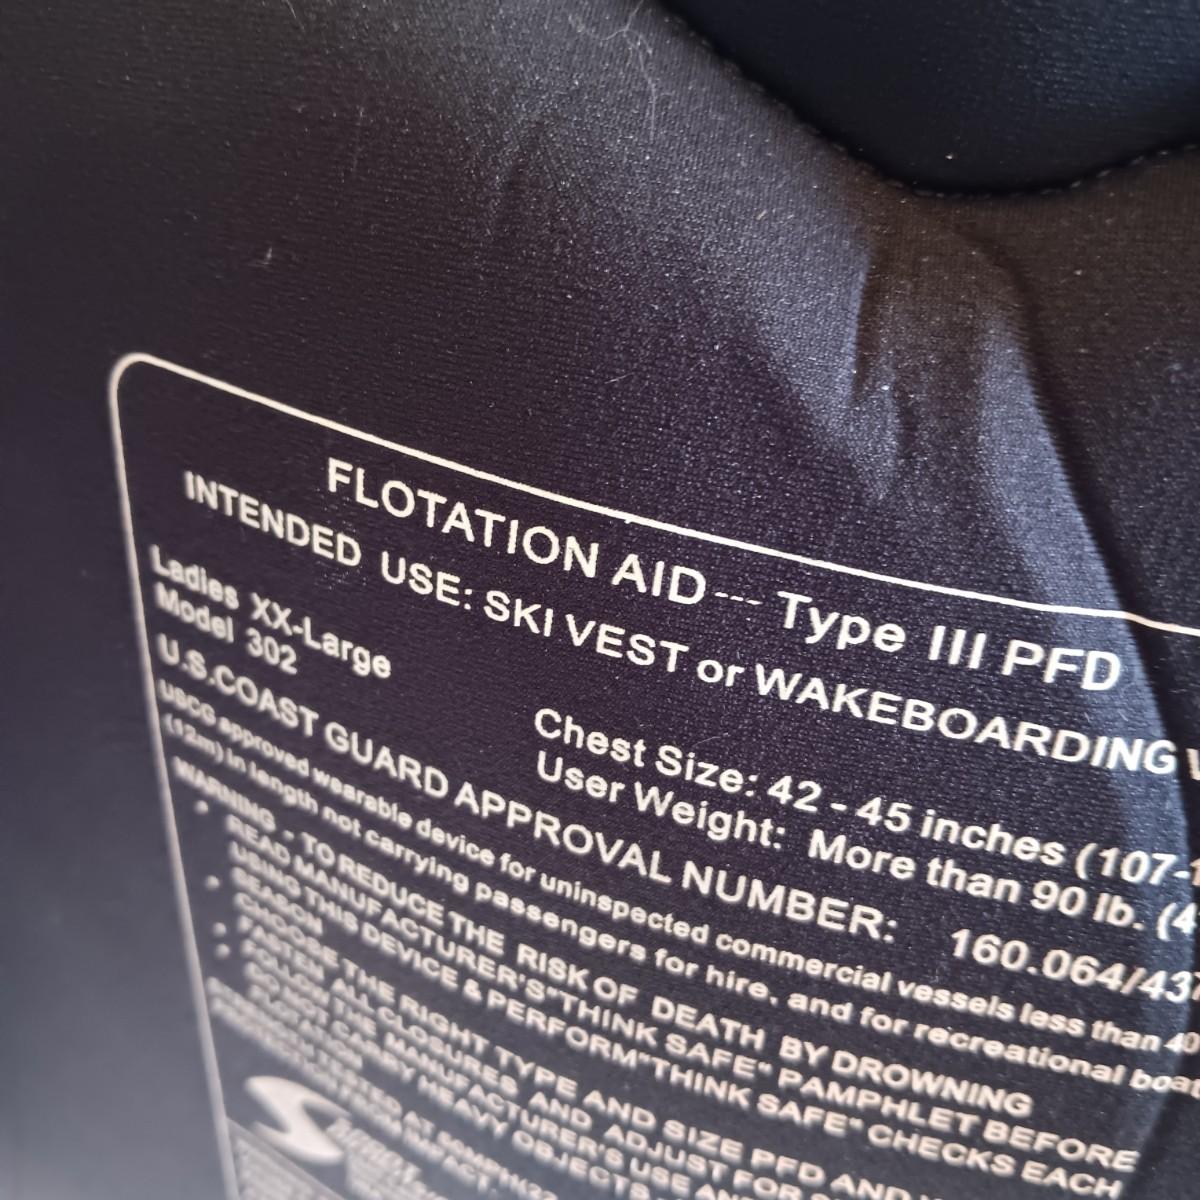 FLOTATION AID --- Type III PFD
INTENDED USE: SKI VEST or WAKEBOARDING
Ladies XX-Large
Model 302
Chest Size: 42 - 45 inches (107-
User Weight: More than 90 lb. (4
U.S.COAST GUARD APPROVAL NUMBER: 160.064/43
USCG approved wearable device for uninspected commercial vessels less than 40
(12m) in length not carrying passengers for hire, and for recreational
WARNING - TO REDUCE THE RISK OF DEATH BY DROWNING
READ MANUFACTURER'S"THINK SAFE" PAMPHLET BEFORE
USING THIS DEVICE & PERFORM"THINK SAFE" CHECKS EACH
SEASON
CHOOSE THE RIGHT TYPE AND SIZE PFD AND
FASTEN ALL CLOSURES AND ADJUST FOR
FOLLOW THE MANUFACTURER'S USE AND
DO NOT CARRY HEAVY OBJECTS